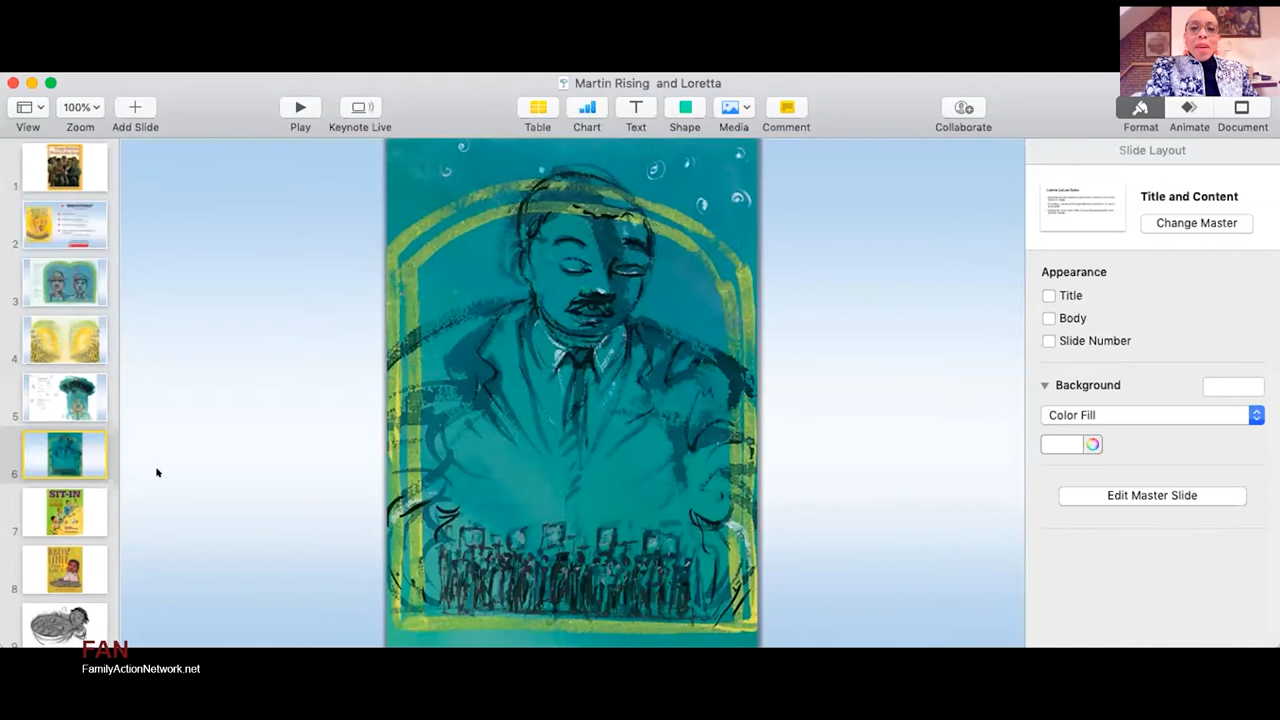 Martin Rising and Loretta
100%
View
Zoom
Add Slide
Play
Keynote Live
Table
Chart
Text
Shape
Media
Comment
Collaborate
Format
Animate
Document
Slide Layout
Title and Content
Change Master
Appearance
Title
Body
Slide Number
Background
Color Fill
Edit Master Slide
1
2
3
4
5
6
7
SIT-IN
8
9
FAN
FamilyActionNetwork.net